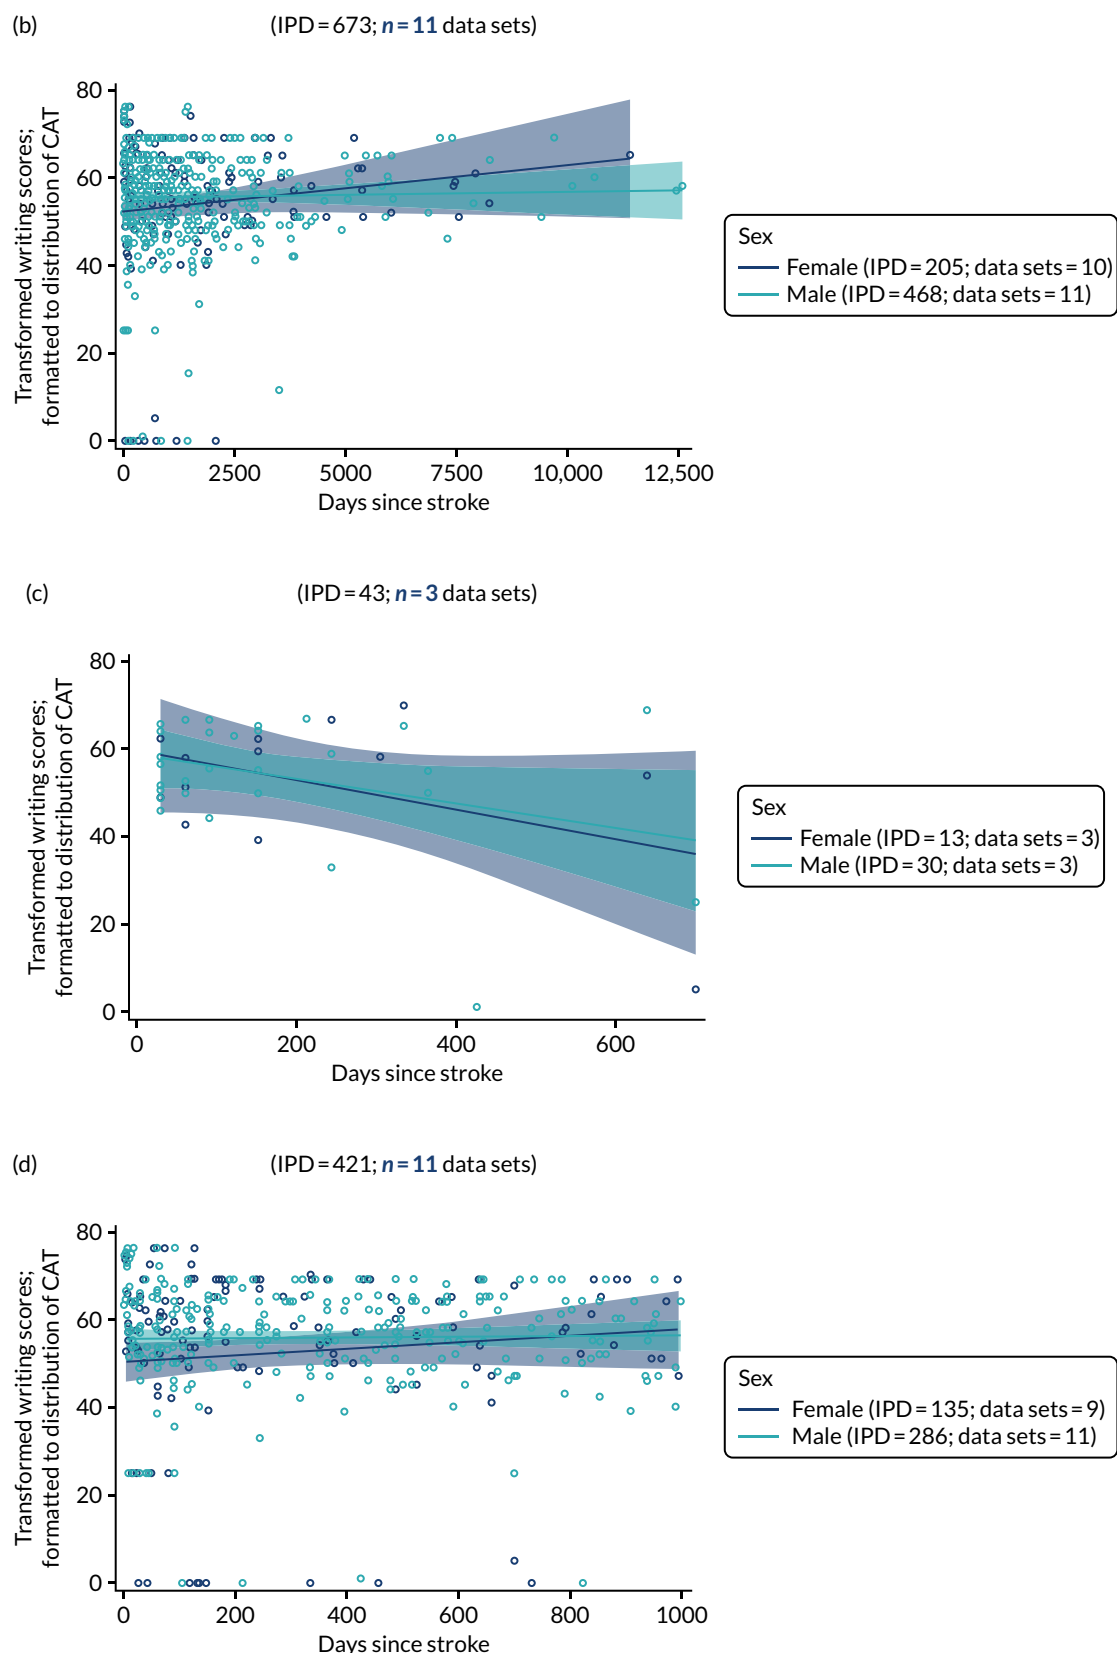 (b)
(IPD=673; n=11 data sets)
Transformed writing scores;
formatted to distribution of CAT
80
60
40
20
0
0 2500 5000 7500 10,000 12,500
Days since stroke
Sex
Female (IPD=205; data sets=10)
Male (IPD=468; data sets=11)
(c)
(IPD=43; n=3 data sets)
Transformed writing scores;
formatted to distribution of CAT
80
60
40
20
0
0 200 400 600
Days since stroke
Sex
Female (IPD=13; data sets=3)
Male (IPD=30; data sets=3)
(d)
(IPD=421; n=11 data sets)
Transformed writing scores;
formatted to distribution of CAT
80
60
40
20
0
0 200 400 600 800 1000
Days since stroke
Sex
Female (IPD=135; data sets=9)
Male (IPD=286; data sets=11)